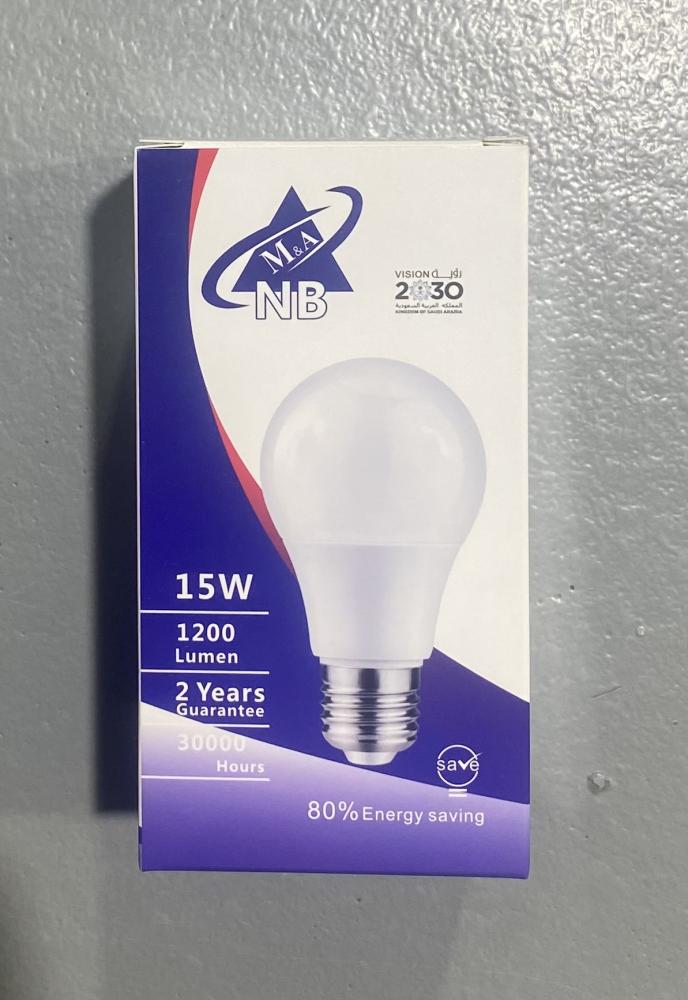 M&A
NB
VISION رؤيــــة
2030
المملكة العربية السعودية
KINGDOM OF SAUDI ARABIA
15W
1200
Lumen
2 Years
Guarantee
30000
Hours
save
80% Energy saving